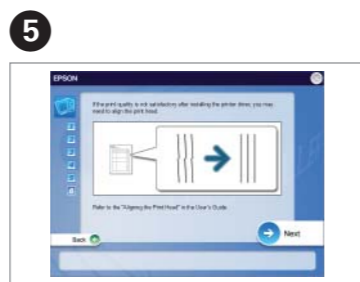 5
EPSON
If the print quality is not satisfactory after installing the printer driver, you may
need to align the print head.
Refer to the "Aligning the Print Head" in the User's Guide.
Next
Back